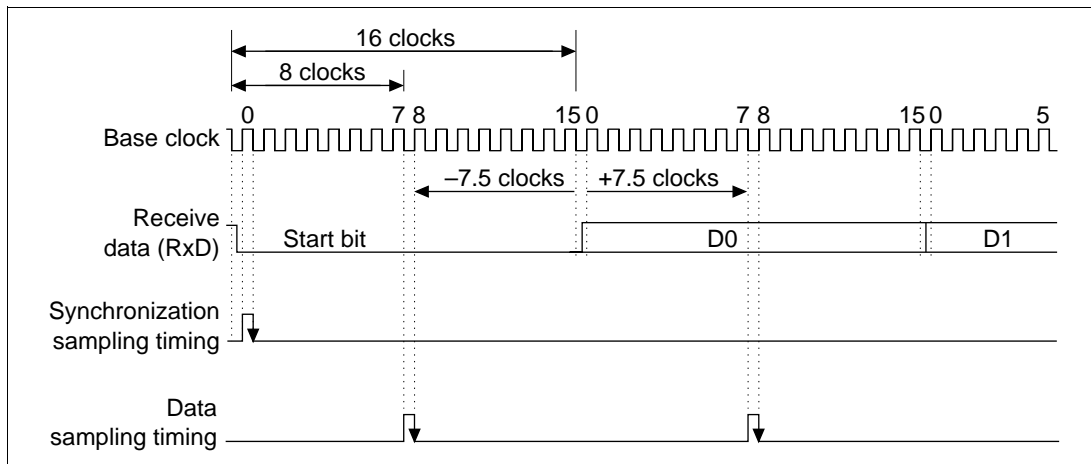 16 clocks
8 clocks
0 7 8 15 0 7 8 15 0 5
Base clock
–7.5 clocks +7.5 clocks
Receive
data (RxD)
Start bit D0 D1
Synchronization
sampling timing
Data
sampling timing